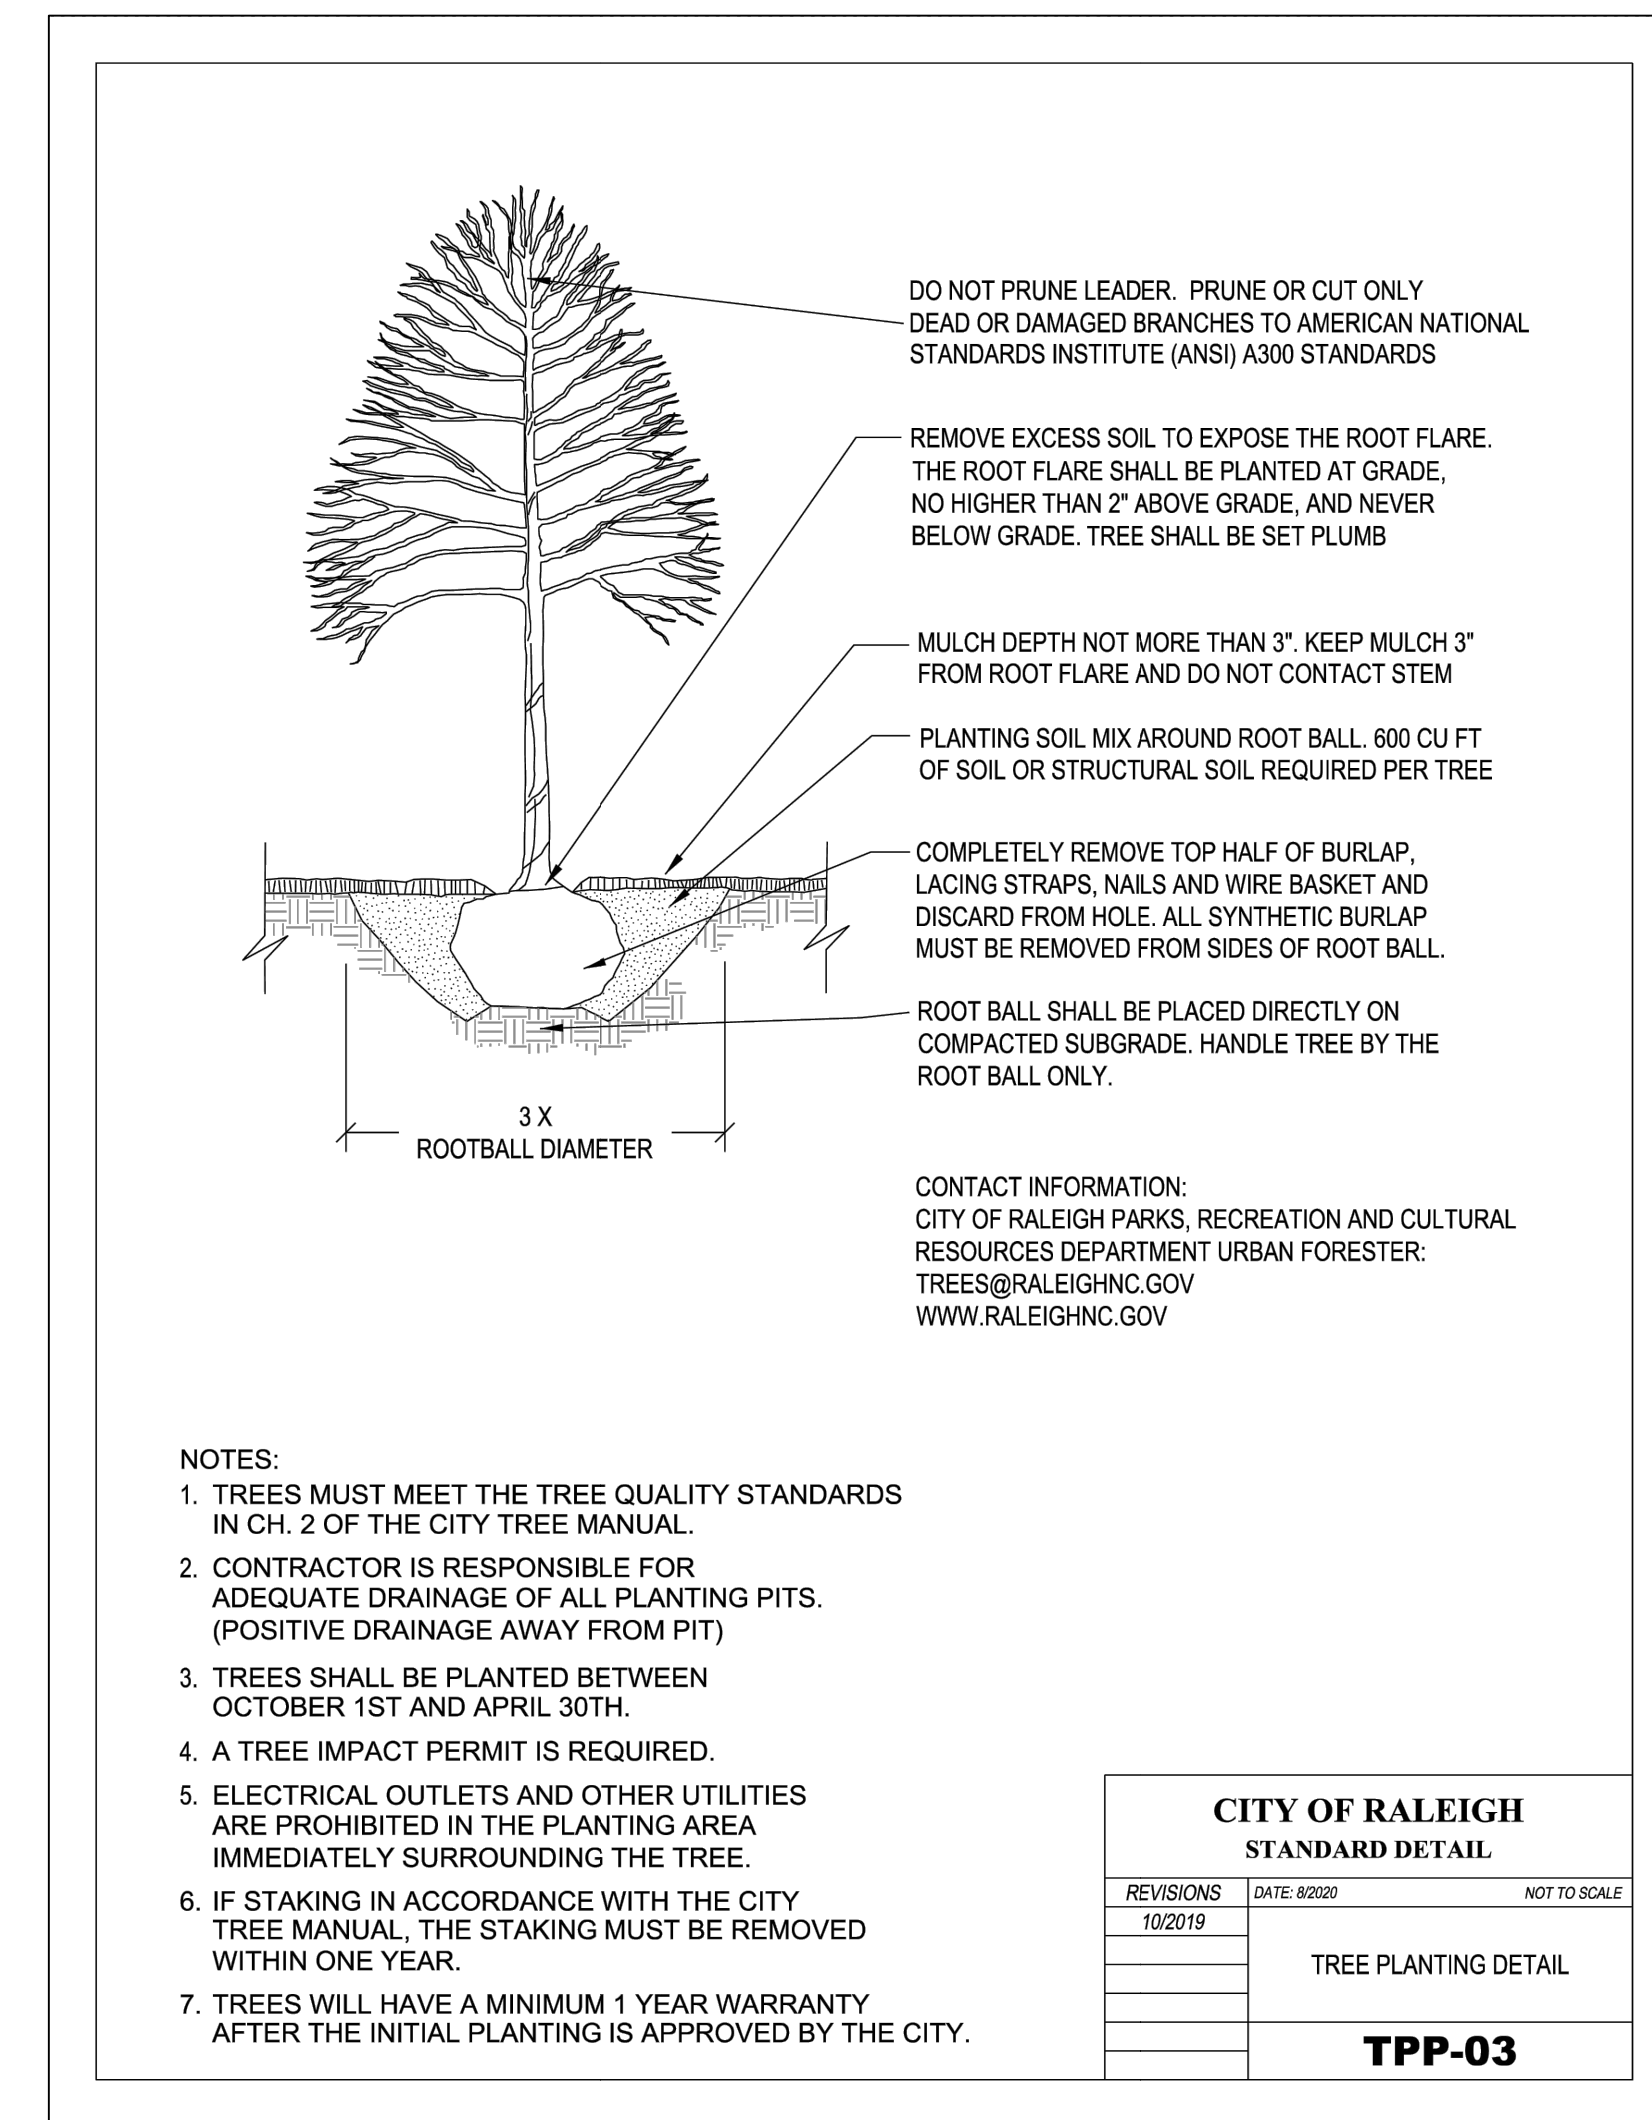 DO NOT PRUNE LEADER.  PRUNE OR CUT ONLY
DEAD OR DAMAGED BRANCHES TO AMERICAN NATIONAL
STANDARDS INSTITUTE (ANSI) A300 STANDARDS
REMOVE EXCESS SOIL TO EXPOSE THE ROOT FLARE.
THE ROOT FLARE SHALL BE PLANTED AT GRADE,
NO HIGHER THAN 2" ABOVE GRADE, AND NEVER
BELOW GRADE. TREE SHALL BE SET PLUMB
MULCH DEPTH NOT MORE THAN 3". KEEP MULCH 3"
FROM ROOT FLARE AND DO NOT CONTACT STEM
PLANTING SOIL MIX AROUND ROOT BALL. 600 CU FT
OF SOIL OR STRUCTURAL SOIL REQUIRED PER TREE
COMPLETELY REMOVE TOP HALF OF BURLAP,
LACING STRAPS, NAILS AND WIRE BASKET AND
DISCARD FROM HOLE. ALL SYNTHETIC BURLAP
MUST BE REMOVED FROM SIDES OF ROOT BALL.
ROOT BALL SHALL BE PLACED DIRECTLY ON
COMPACTED SUBGRADE. HANDLE TREE BY THE
ROOT BALL ONLY.
3 X
ROOTBALL DIAMETER
CONTACT INFORMATION:
CITY OF RALEIGH PARKS, RECREATION AND CULTURAL
RESOURCES DEPARTMENT URBAN FORESTER:
TREES@RALEIGHNC.GOV
WWW.RALEIGHNC.GOV
NOTES:
1. TREES MUST MEET THE TREE QUALITY STANDARDS
IN CH. 2 OF THE CITY TREE MANUAL.
2. CONTRACTOR IS RESPONSIBLE FOR
ADEQUATE DRAINAGE OF ALL PLANTING PITS.
(POSITIVE DRAINAGE AWAY FROM PIT)
3. TREES SHALL BE PLANTED BETWEEN
OCTOBER 1ST AND APRIL 30TH.
4. A TREE IMPACT PERMIT IS REQUIRED.
5. ELECTRICAL OUTLETS AND OTHER UTILITIES
ARE PROHIBITED IN THE PLANTING AREA
IMMEDIATELY SURROUNDING THE TREE.
6. IF STAKING IN ACCORDANCE WITH THE CITY
TREE MANUAL, THE STAKING MUST BE REMOVED
WITHIN ONE YEAR.
7. TREES WILL HAVE A MINIMUM 1 YEAR WARRANTY
AFTER THE INITIAL PLANTING IS APPROVED BY THE CITY.
CITY OF RALEIGH
STANDARD DETAIL
REVISIONS
DATE: 8/2020
NOT TO SCALE
10/2019
TREE PLANTING DETAIL
TPP-03